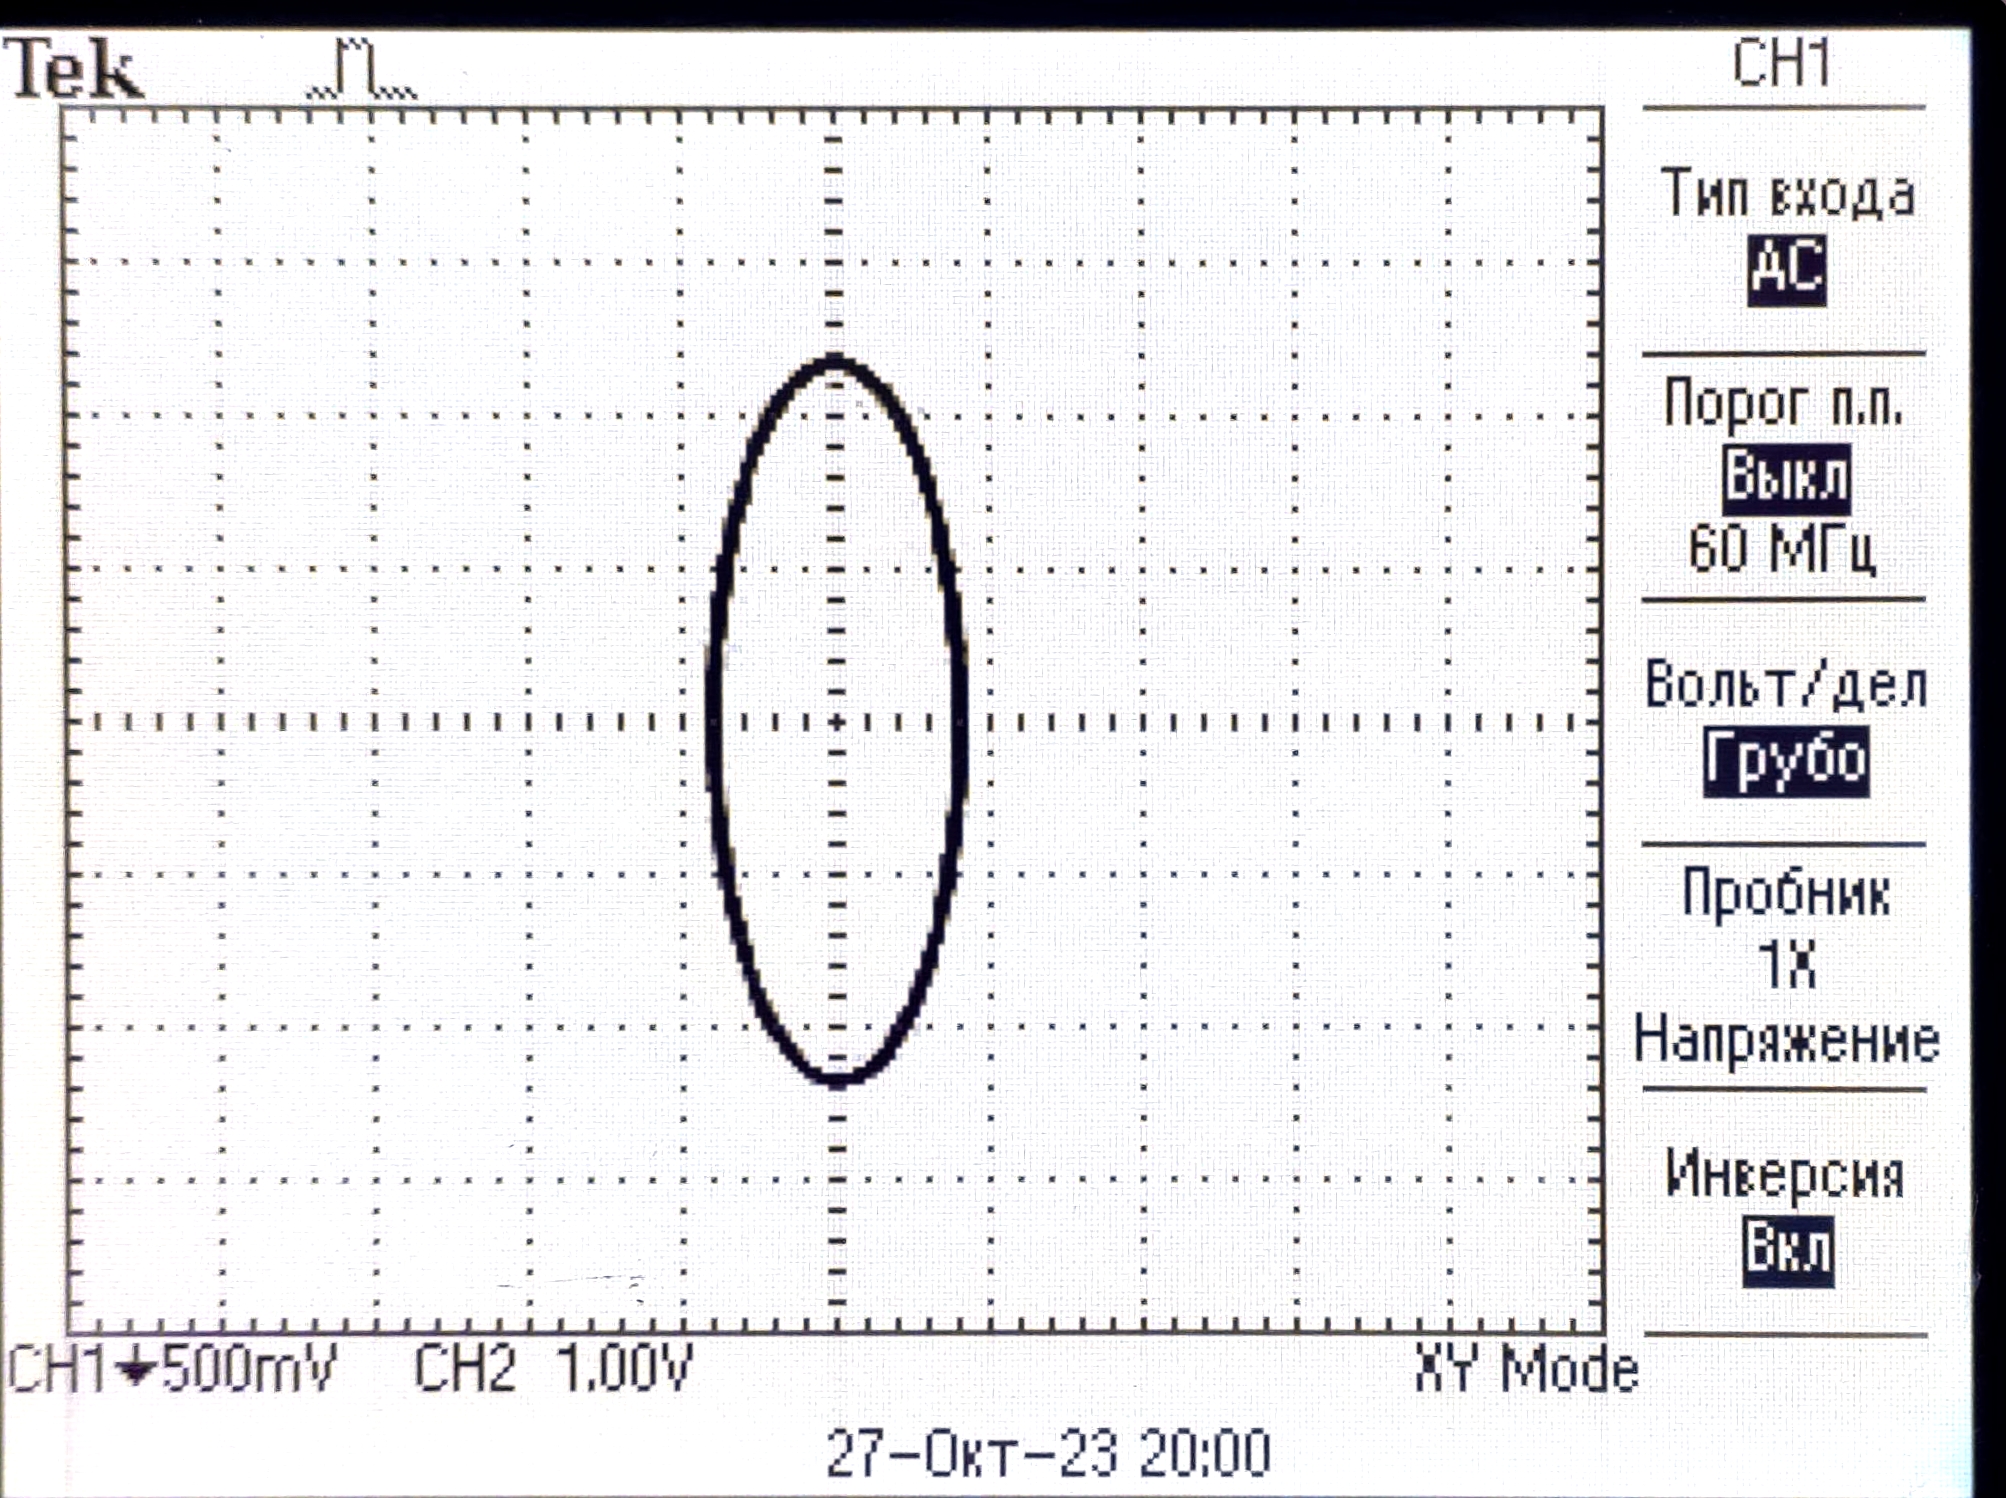 Tek
CH1
Тип входа
AC
Порог п.п.
Выкл
60 МГц
Вольт/дел
Грубо
Пробник
1X
Напряжение
Инверсия
Вкл
CH1 500mV CH2 1.00V XY Mode
27-Окт-23 20:00